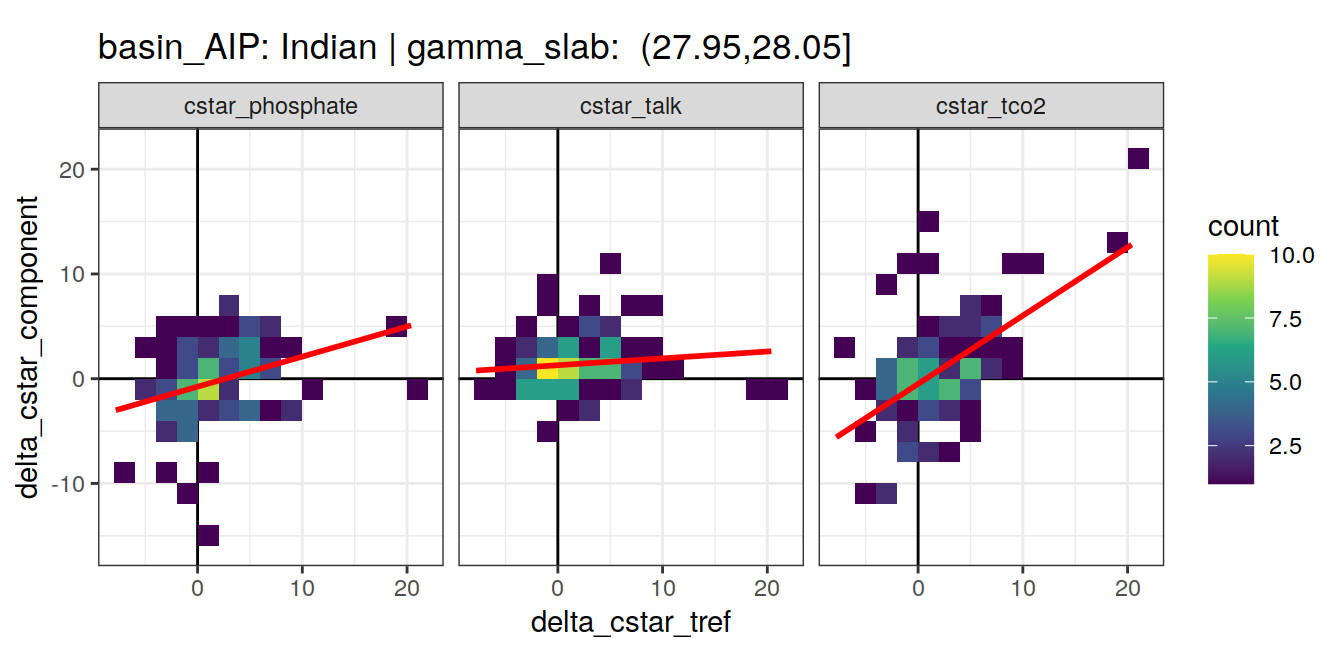 basin_AIP: Indian | gamma_slab:  (27.95,28.05]
cstar_phosphate
cstar_talk
cstar_tco2
delta_cstar_component
20
10
0
-10
0
10
20
0
10
20
0
10
20
delta_cstar_tref
count
10.0
7.5
5.0
2.5